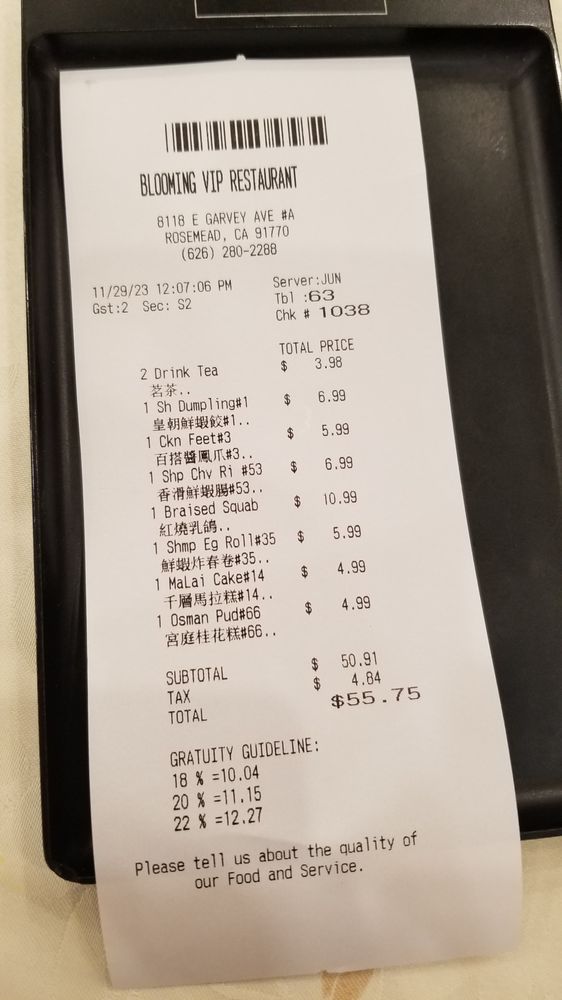 BLOOMING VIP RESTAURANT
8118 E GARVEY AVE #A
ROSEMEAD, CA 91770
(626) 280-2288
11/29/23 12:07:06 PM Server:JUN
Gst:2 Sec: S2 Tbl :63
Chk # 1038
TOTAL PRICE
2 Drink Tea $ 3.98
茗茶..
1 Sh Dumpling#1 $ 6.99
皇朝鮮蝦餃#1..
1 Ckn Feet#3 $ 5.99
百搭醬鳳爪#3..
1 Shp Chv Ri #53 $ 6.99
香滑鮮蝦腸#53..
1 Braised Squab $ 10.99
紅燒乳鴿..
1 Shmp Eg Roll#35 $ 5.99
鮮蝦炸春卷#35..
1 MaLai Cake#14 $ 4.99
千層馬拉糕#14..
1 Osman Pud#66 $ 4.99
宮庭桂花糕#66..
SUBTOTAL $ 50.91
TAX $ 4.84
TOTAL $55.75
GRATUITY GUIDELINE:
18 % =10.04
20 % =11.15
22 % =12.27
Please tell us about the quality of
our Food and Service.